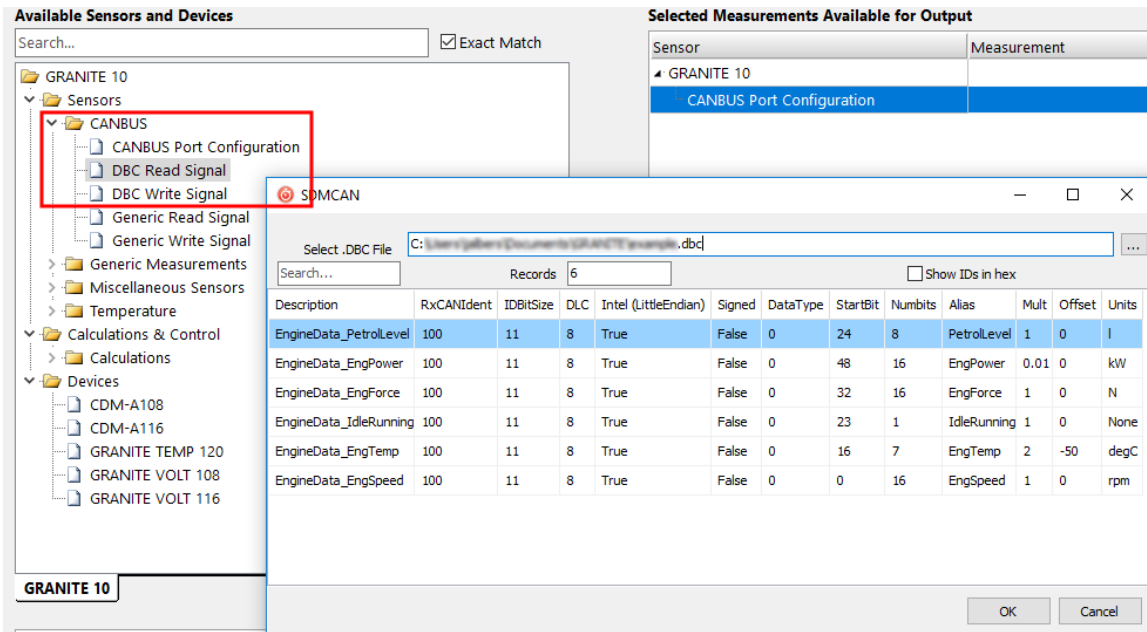 Available Sensors and Devices
Search...
Exact Match
GRANITE 10
Sensors
CANBUS
CANBUS Port Configuration
DBC Read Signal
DBC Write Signal
Generic Read Signal
Generic Write Signal
Generic Measurements
Miscellaneous Sensors
Temperature
Calculations & Control
Calculations
Devices
CDM-A108
CDM-A116
GRANITE TEMP 120
GRANITE VOLT 108
GRANITE VOLT 116
GRANITE 10
Selected Measurements Available for Output
Sensor Measurement
GRANITE 10
CANBUS Port Configuration
SDMCAN
Select .DBC File C: .dbc ...
Search... Records 6 Show IDs in hex
Description RxCANIdent IDBitSize DLC Intel (LittleEndian) Signed DataType StartBit Numbits Alias Mult Offset Units
EngineData_PetrolLevel 100 11 8 True False 0 24 8 PetrolLevel 1 0 l
EngineData_EngPower 100 11 8 True False 0 48 16 EngPower 0.01 0 kW
EngineData_EngForce 100 11 8 True False 0 32 16 EngForce 1 0 N
EngineData_IdleRunning 100 11 8 True False 0 23 1 IdleRunning 1 0 None
EngineData_EngTemp 100 11 8 True False 0 16 7 EngTemp 2 -50 degC
EngineData_EngSpeed 100 11 8 True False 0 0 16 EngSpeed 1 0 rpm
OK Cancel